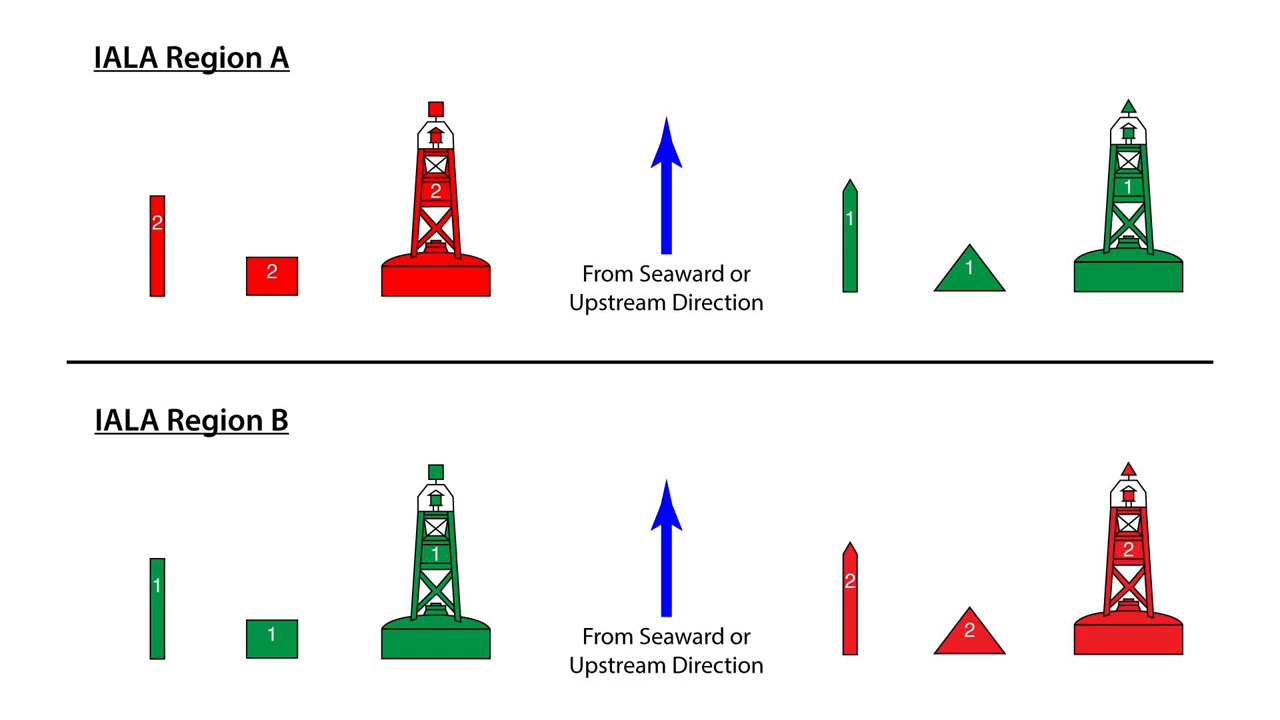 IALA Region A
2
2
2
From Seaward or
Upstream Direction
1
1
1
IALA Region B
1
1
1
From Seaward or
Upstream Direction
2
2
2